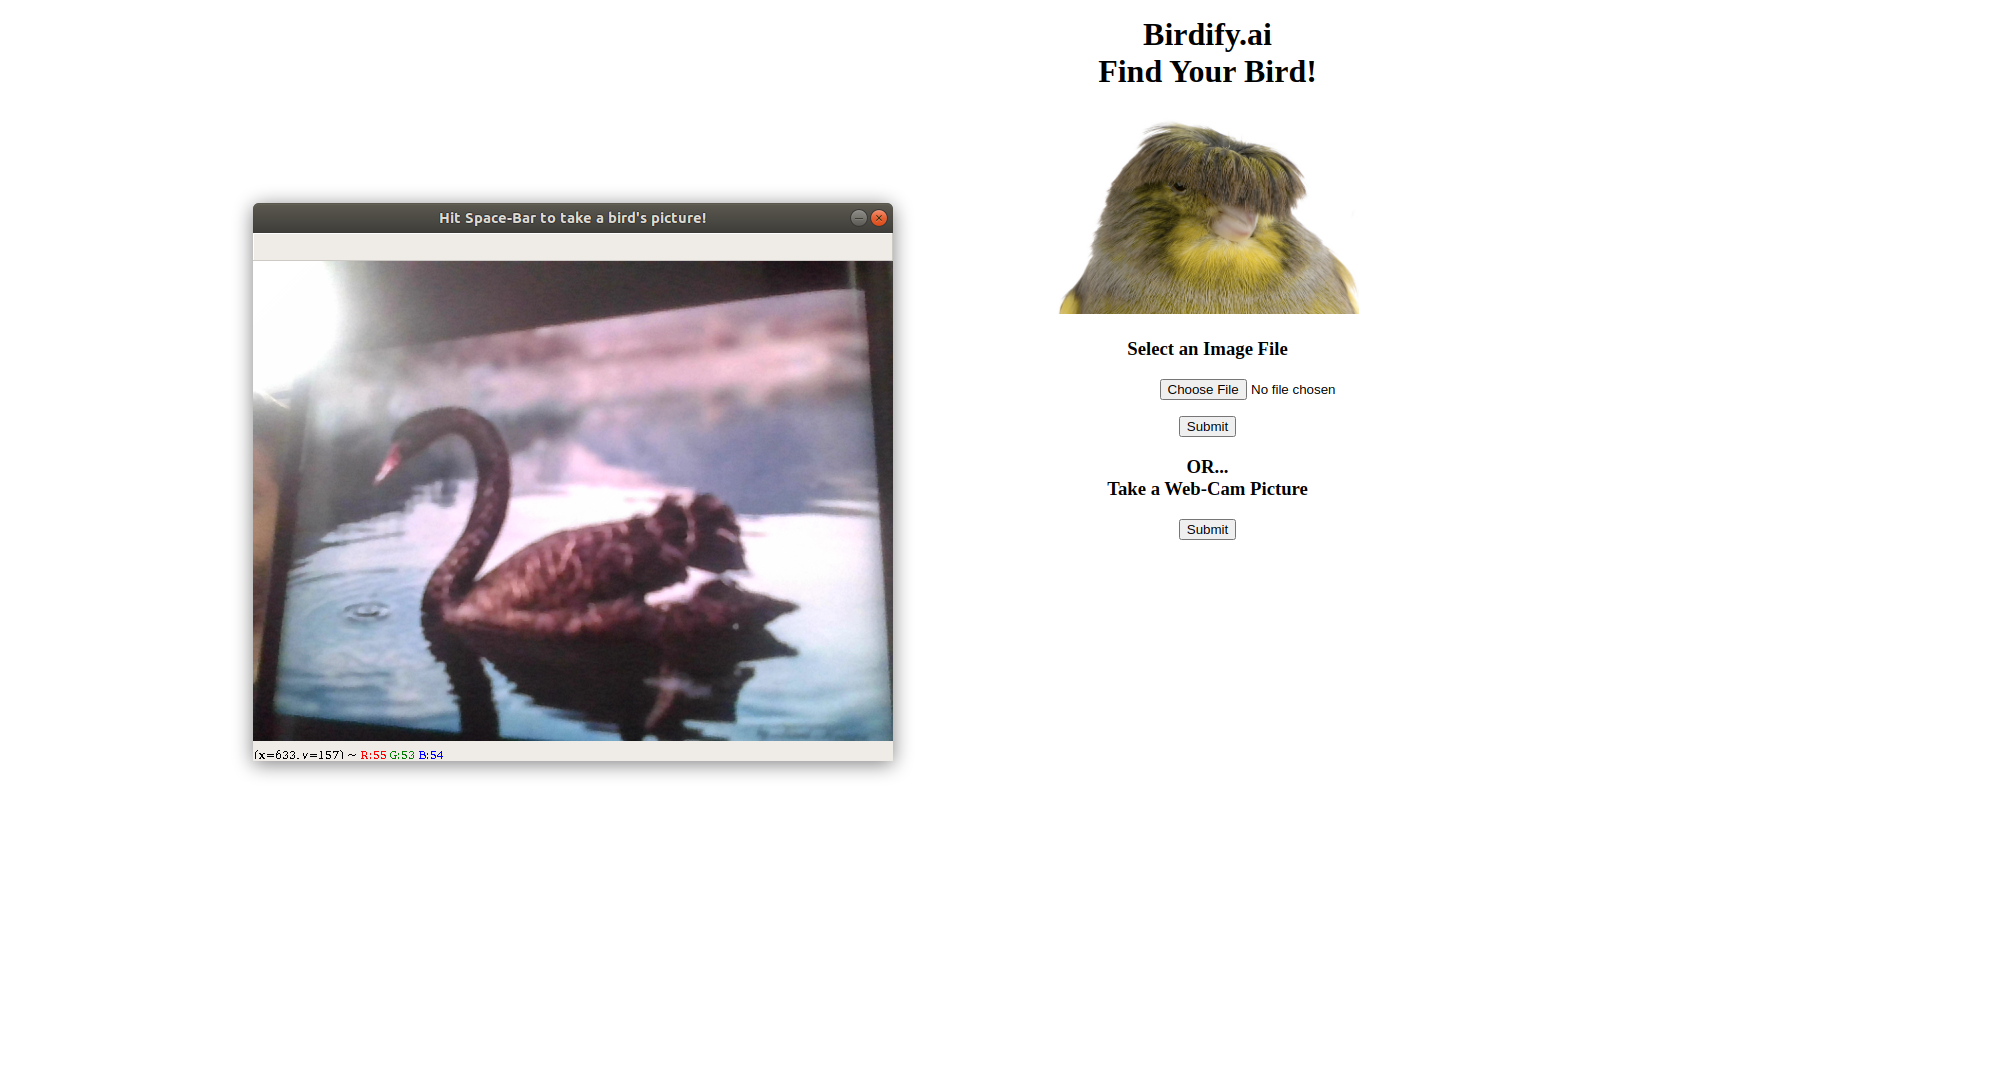 Birdify.ai
Find Your Bird!
Hit Space-Bar to take a bird's picture!
Select an Image File
Choose File No file chosen
Submit
OR...
Take a Web-Cam Picture
Submit
(x=633, y=157) ~ R:55 G:53 B:54